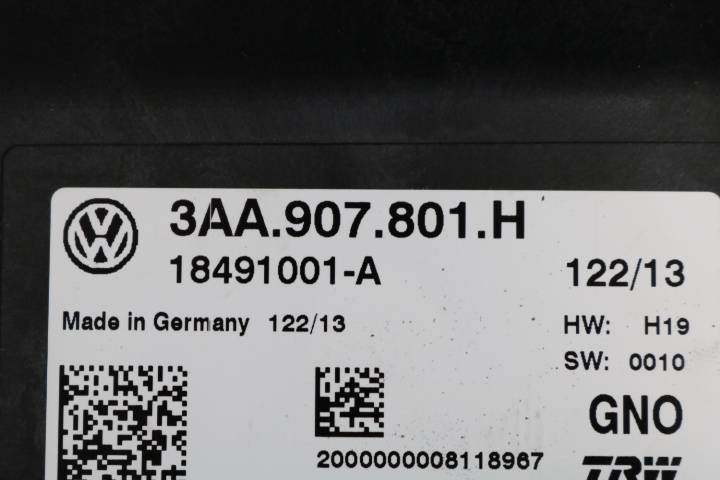 3AA.907.801.H
18491001-A 122/13
Made in Germany 122/13 HW: H19
SW: 0010
GNO
2000000008118967
TRW